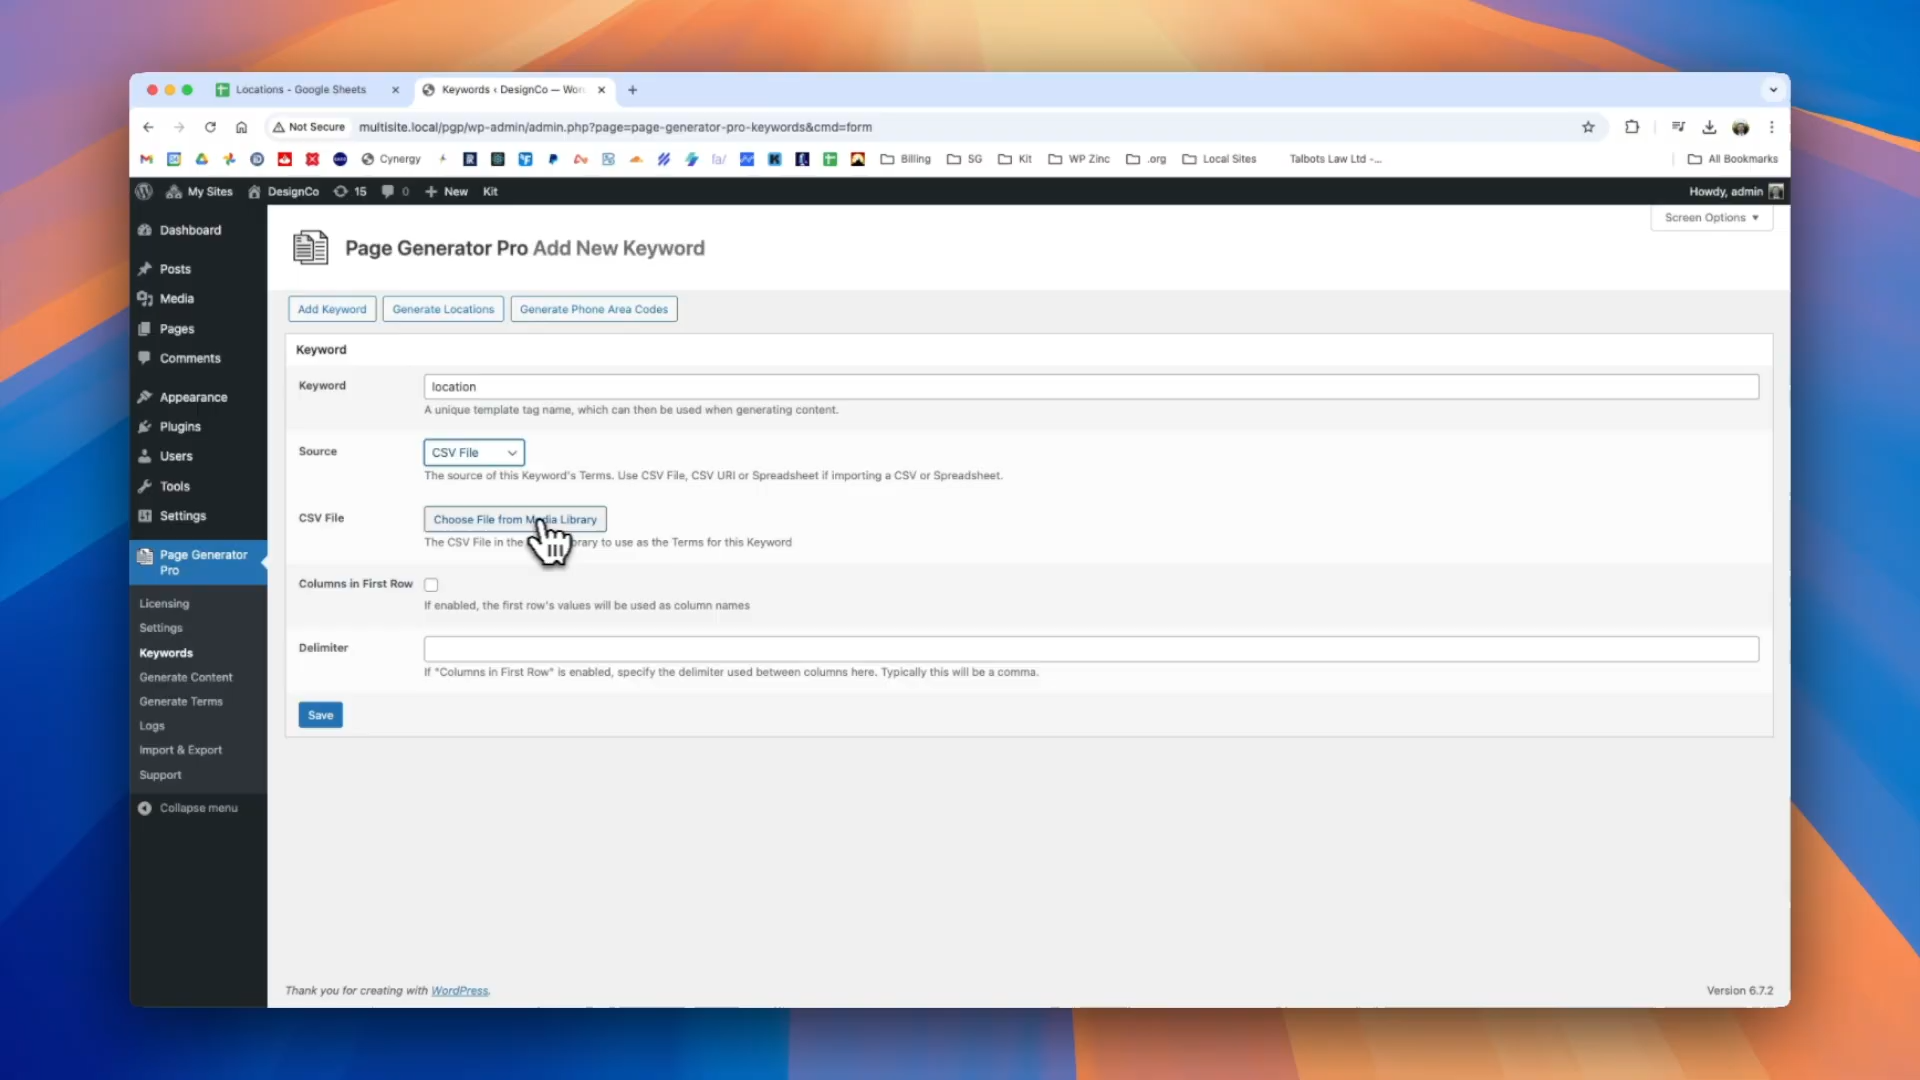 Locations - Google Sheets
Keywords ‹ DesignCo — Wor
Not Secure
multisite.local/pgp/wp-admin/admin.php?page=page-generator-pro-keywords&cmd=form
Cynergy
fa/
Billing
SG
Kit
WP Zinc
.org
Local Sites
Talbots Law Ltd -...
All Bookmarks
My Sites
DesignCo
15
0
New
Kit
Howdy, admin
Screen Options
Dashboard
Posts
Media
Pages
Comments
Appearance
Plugins
Users
Tools
Settings
Page Generator
Pro
Licensing
Settings
Keywords
Generate Content
Generate Terms
Logs
Import & Export
Support
Collapse menu
Page Generator Pro Add New Keyword
Add Keyword
Generate Locations
Generate Phone Area Codes
Keyword
Keyword
location
A unique template tag name, which can then be used when generating content.
Source
CSV File
The source of this Keyword's Terms. Use CSV File, CSV URI or Spreadsheet if importing a CSV or Spreadsheet.
CSV File
Choose File from Media Library
The CSV File in the brary to use as the Terms for this Keyword
Columns in First Row
If enabled, the first row's values will be used as column names
Delimiter
If "Columns in First Row" is enabled, specify the delimiter used between columns here. Typically this will be a comma.
Save
Thank you for creating with WordPress.
Version 6.7.2